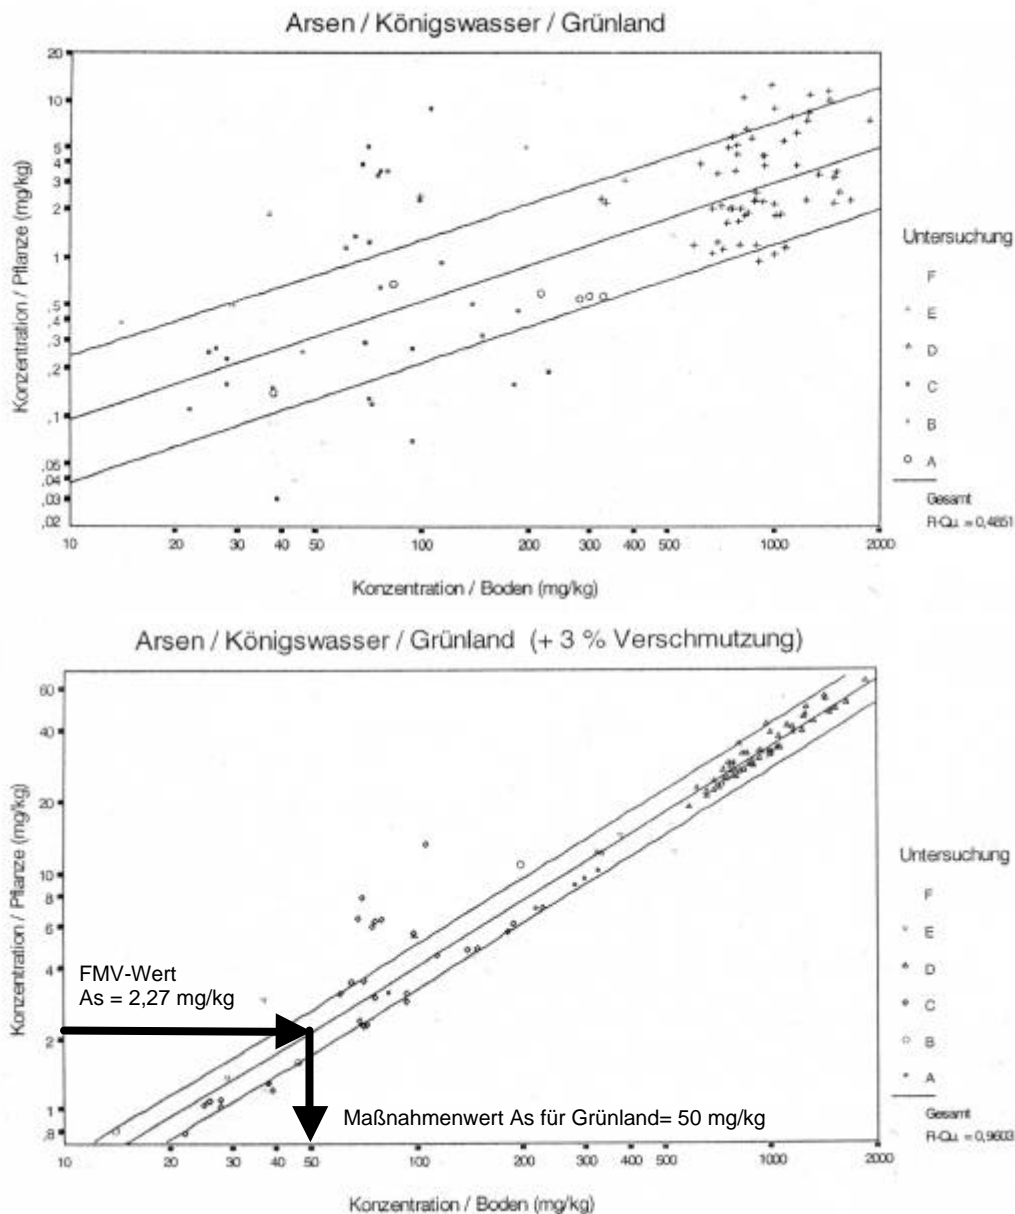 Arsen / Königswasser / Grünland
Konzentration / Pflanze (mg/kg)
20
10
5
4
3
2
1
,5
,4
,3
,2
,1
,05
,04
,03
,02
10
20
30
40
50
100
200
300
400
500
1000
2000
Konzentration / Boden (mg/kg)
Untersuchung
F
E
D
C
B
A
Gesamt
R-Qu. = 0,4851
Arsen / Königswasser / Grünland (+ 3 % Verschmutzung)
Konzentration / Pflanze (mg/kg)
60
40
20
10
8
6
4
2
1
,8
FMV-Wert
As = 2,27 mg/kg
Maßnahmenwert As für Grünland= 50 mg/kg
10
20
30
40
50
100
200
300
400
500
1000
2000
Konzentration / Boden (mg/kg)
Untersuchung
F
E
D
C
B
A
Gesamt
R-Qu. = 0,9603